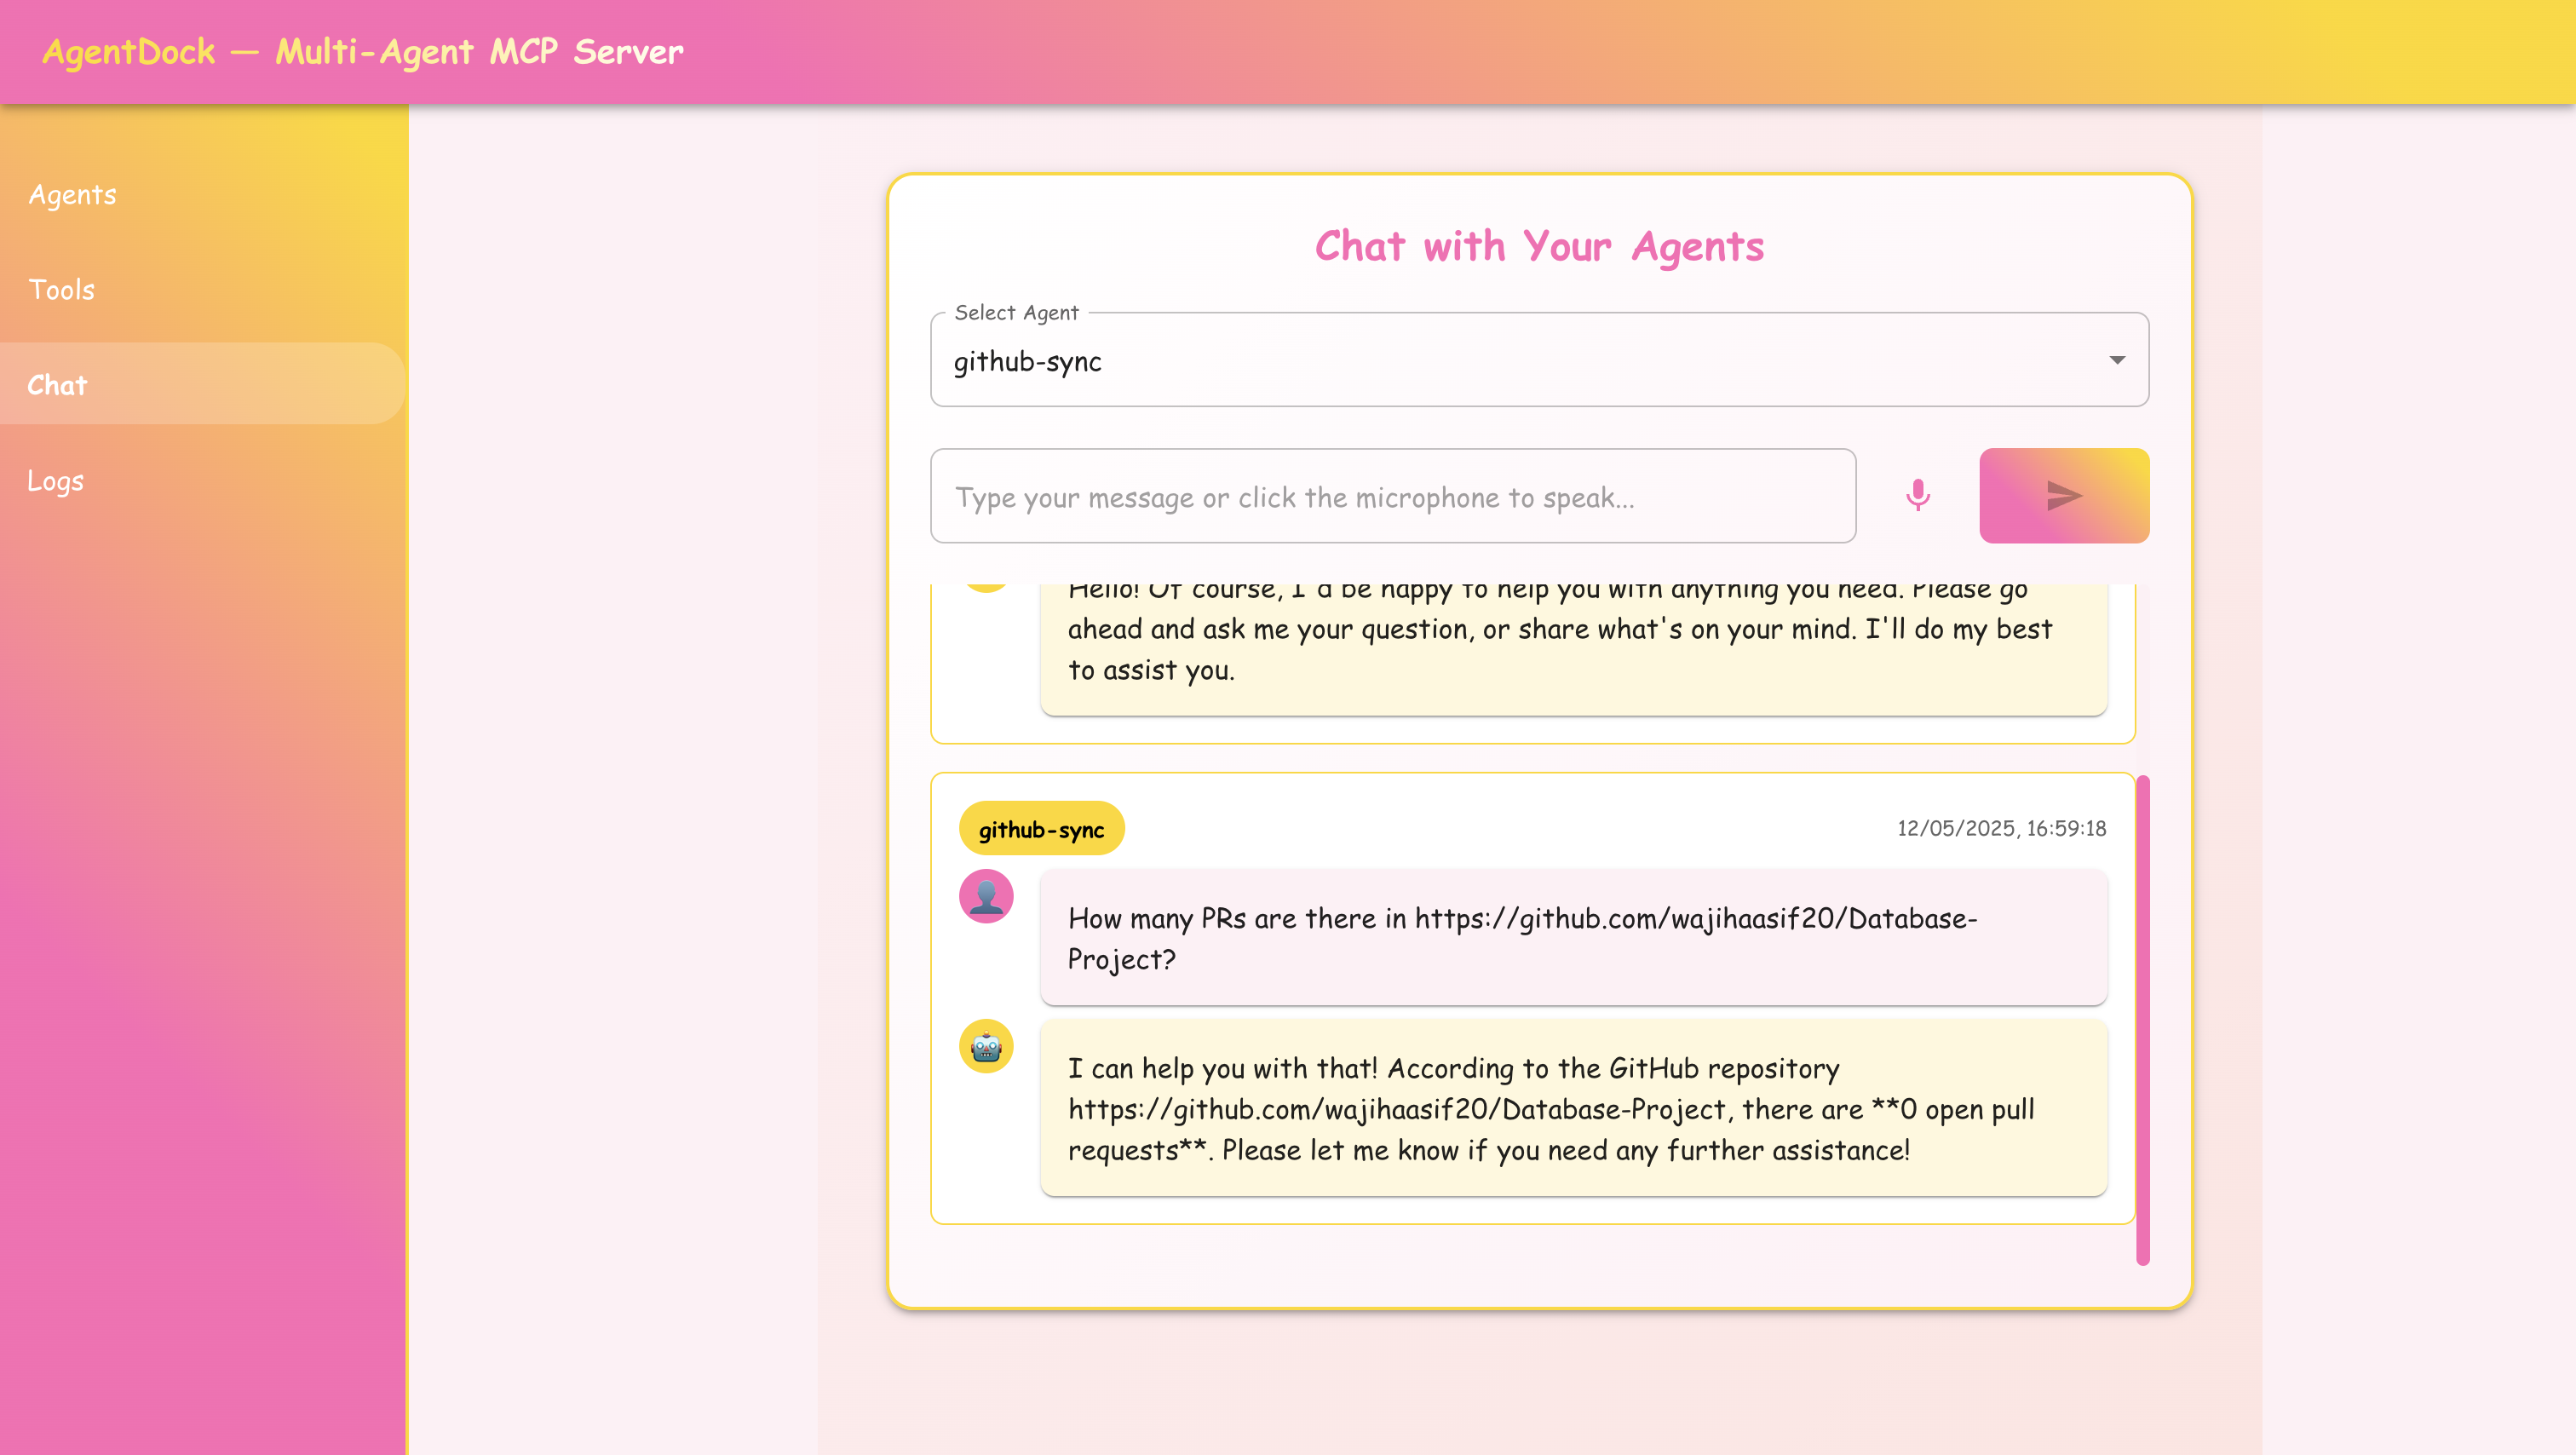 AgentDock — Multi-Agent MCP Server
Agents
Tools
Chat
Logs
Chat with Your Agents
Select Agent
github-sync
Type your message or click the microphone to speak...
Hello! Of course, I'd be happy to help you with anything you need. Please go
ahead and ask me your question, or share what's on your mind. I'll do my best
to assist you.
github-sync
12/05/2025, 16:59:18
How many PRs are there in https://github.com/wajihaasif20/Database-
Project?
I can help you with that! According to the GitHub repository
https://github.com/wajihaasif20/Database-Project, there are **0 open pull
requests**. Please let me know if you need any further assistance!